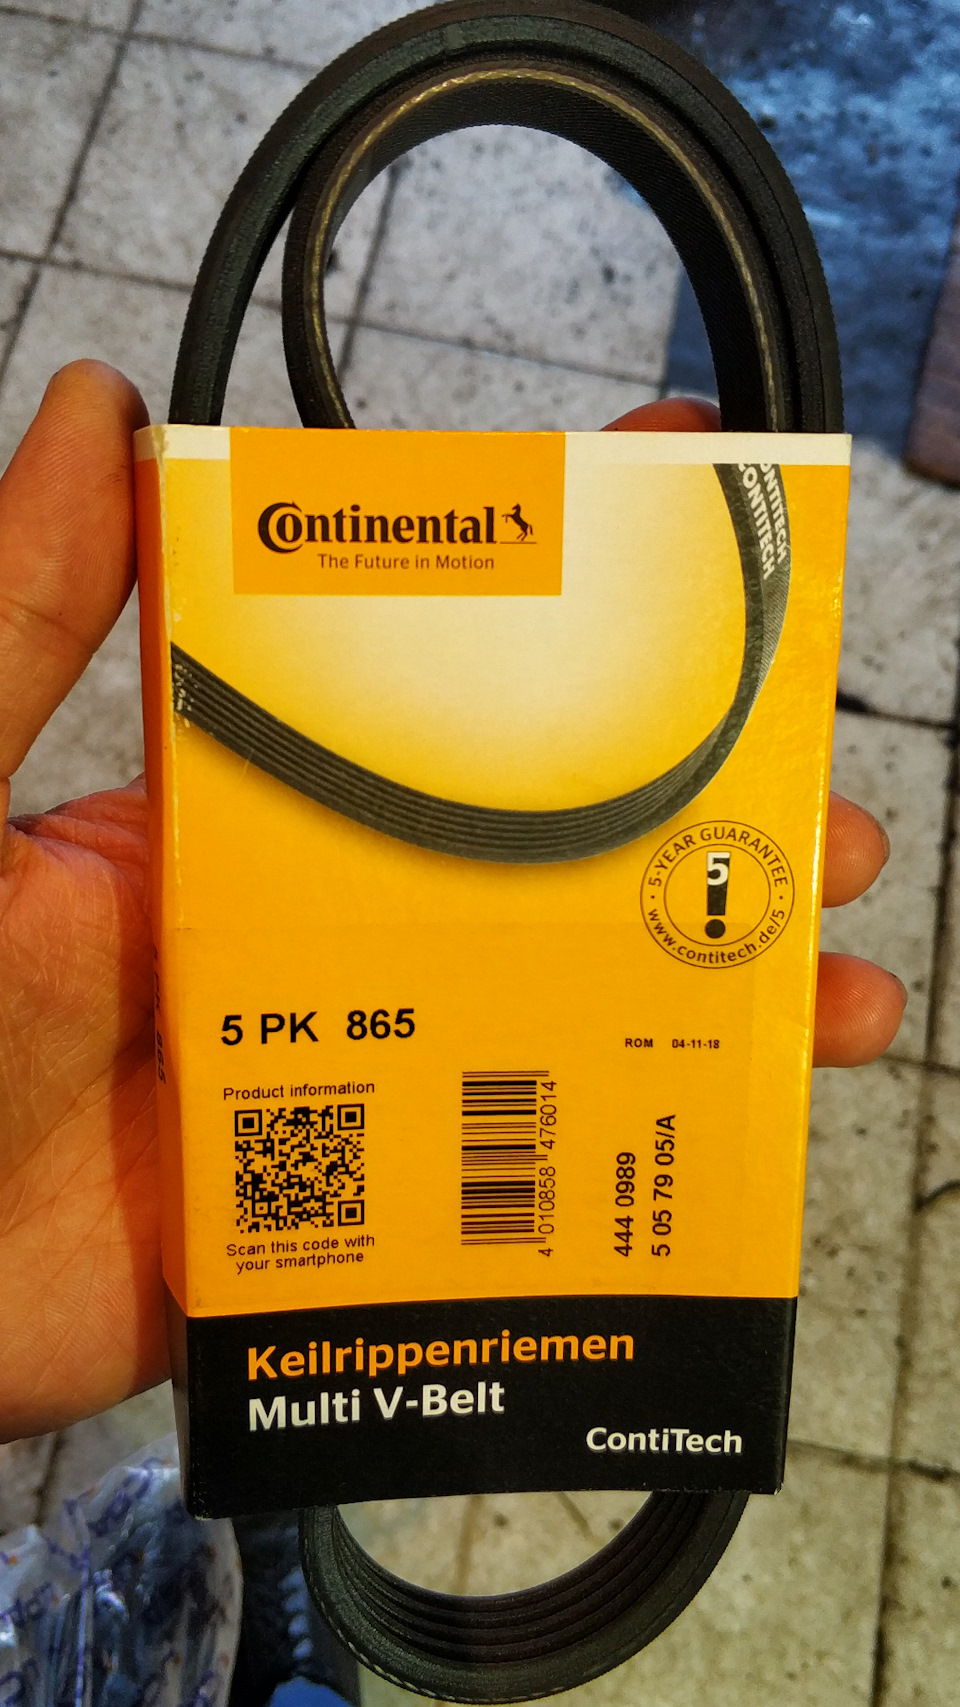 Continental
The Future in Motion
CONTITECH
CONTITECH
5-YEAR GUARANTEE
5
www.contitech.de/5
5 PK 865
ROM 04-11-18
Product information
Scan this code with
your smartphone
4 010858 476014
444 0989
5 05 79 05/A
Keilrippenriemen
Multi V-Belt
ContiTech